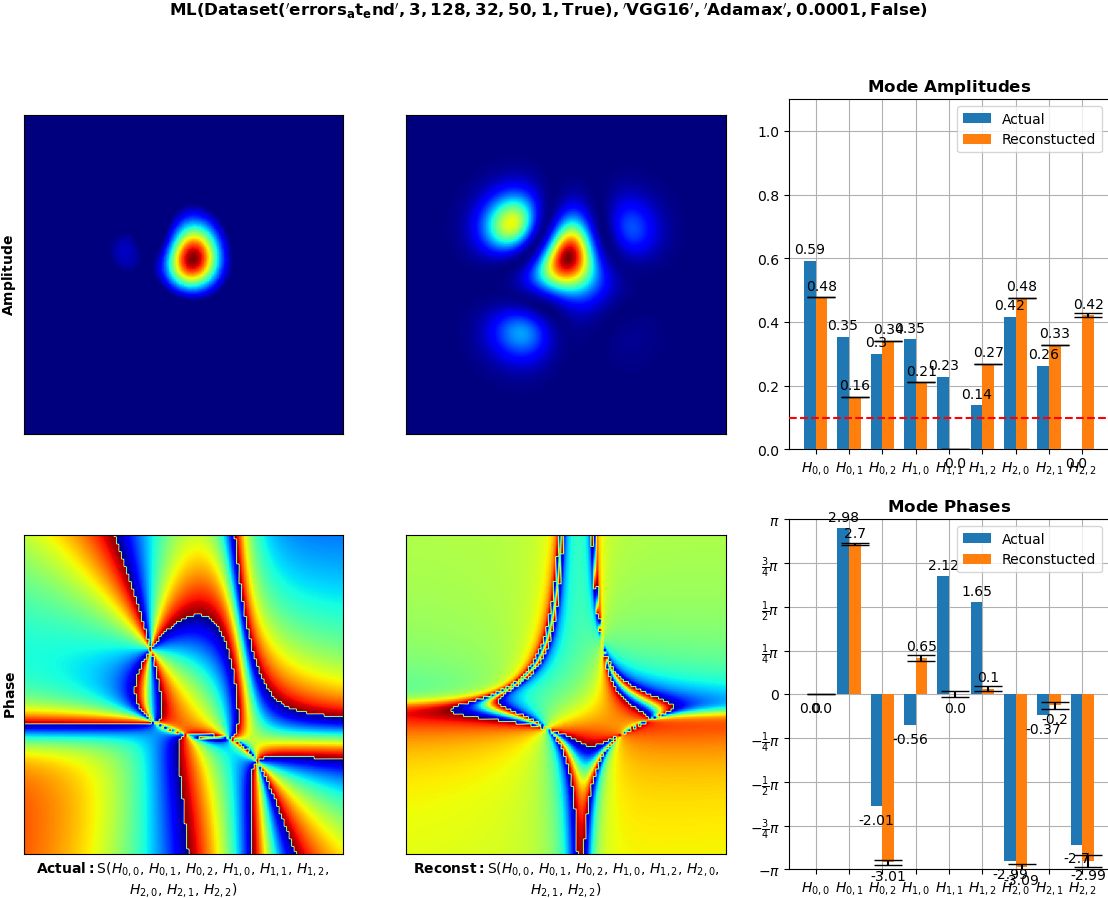 ML(Dataset('errors_at_end', 3, 128, 32, 50, 1, True), 'VGG16', 'Adamax', 0.0001, False)
Amplitude
Mode Amplitudes
Actual
Reconstucted
1.0
0.8
0.6
0.4
0.2
0.0
0.59
0.48
0.35
0.16
0.3
0.34
0.35
0.21
0.23
0.0
0.14
0.27
0.42
0.48
0.26
0.33
0.0
0.42
H0,0 H0,1 H0,2 H1,0 H1,1 H1,2 H2,0 H2,1 H2,2
Phase
Mode Phases
Actual
Reconstucted
π
3/4π
1/2π
1/4π
0
−1/4π
−1/2π
−3/4π
−π
0.0
0.0
2.98
2.7
-2.01
-3.01
-0.56
0.65
2.12
0.0
1.65
0.1
-2.99
-3.09
-0.37
-0.2
-2.7
-2.99
H0,0 H0,1 H0,2 H1,0 H1,1 H1,2 H2,0 H2,1 H2,2
Actual: S(H0,0, H0,1, H0,2, H1,0, H1,1, H1,2,
H2,0, H2,1, H2,2)
Reconst: S(H0,0, H0,1, H0,2, H1,0, H1,2, H2,0,
H2,1, H2,2)